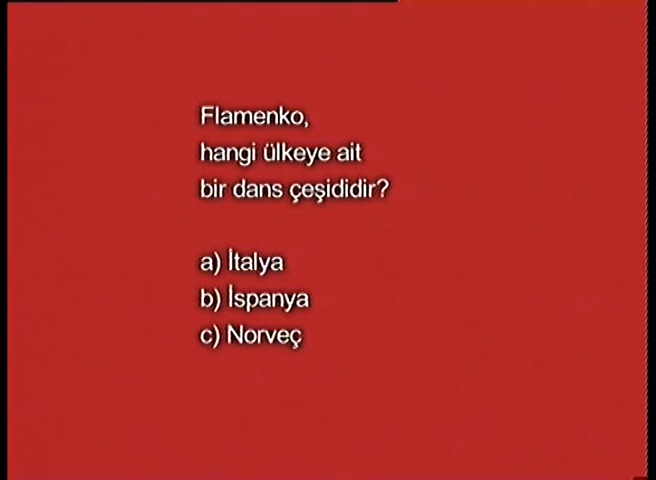 Flamenko,
hangi ülkeye ait
bir dans çeşididir?
a) İtalya
b) İspanya
c) Norveç